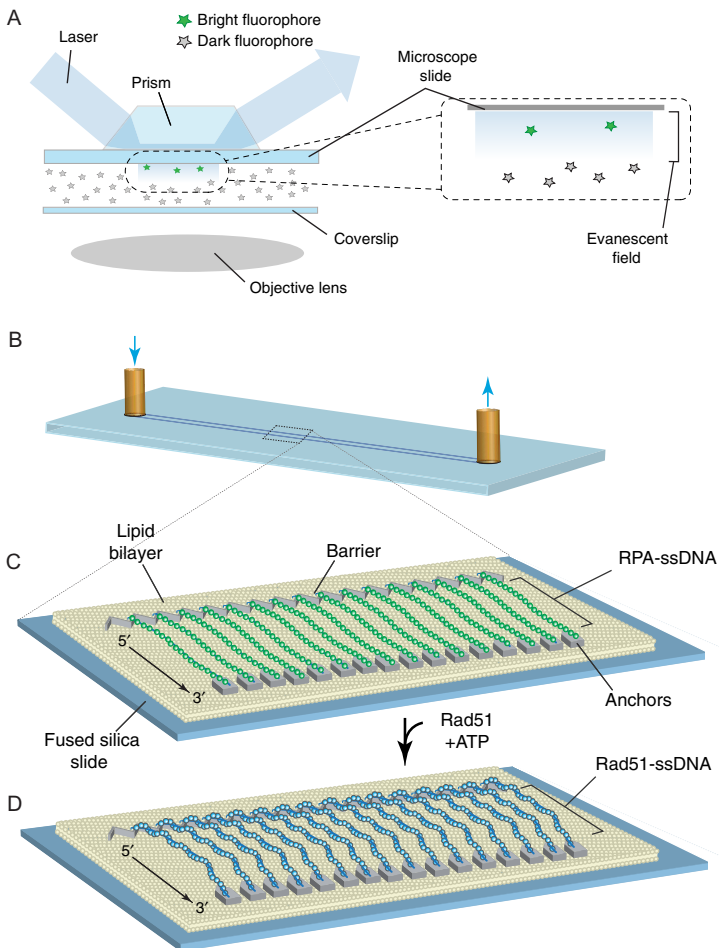 A
Bright fluorophore
Dark fluorophore
Laser
Prism
Microscope
slide
Coverslip
Objective lens
Evanescent
field
B
Lipid
bilayer
Barrier
C
RPA-ssDNA
5′
3′
Anchors
Fused silica
slide
Rad51
+ATP
Rad51-ssDNA
D
5′
3′